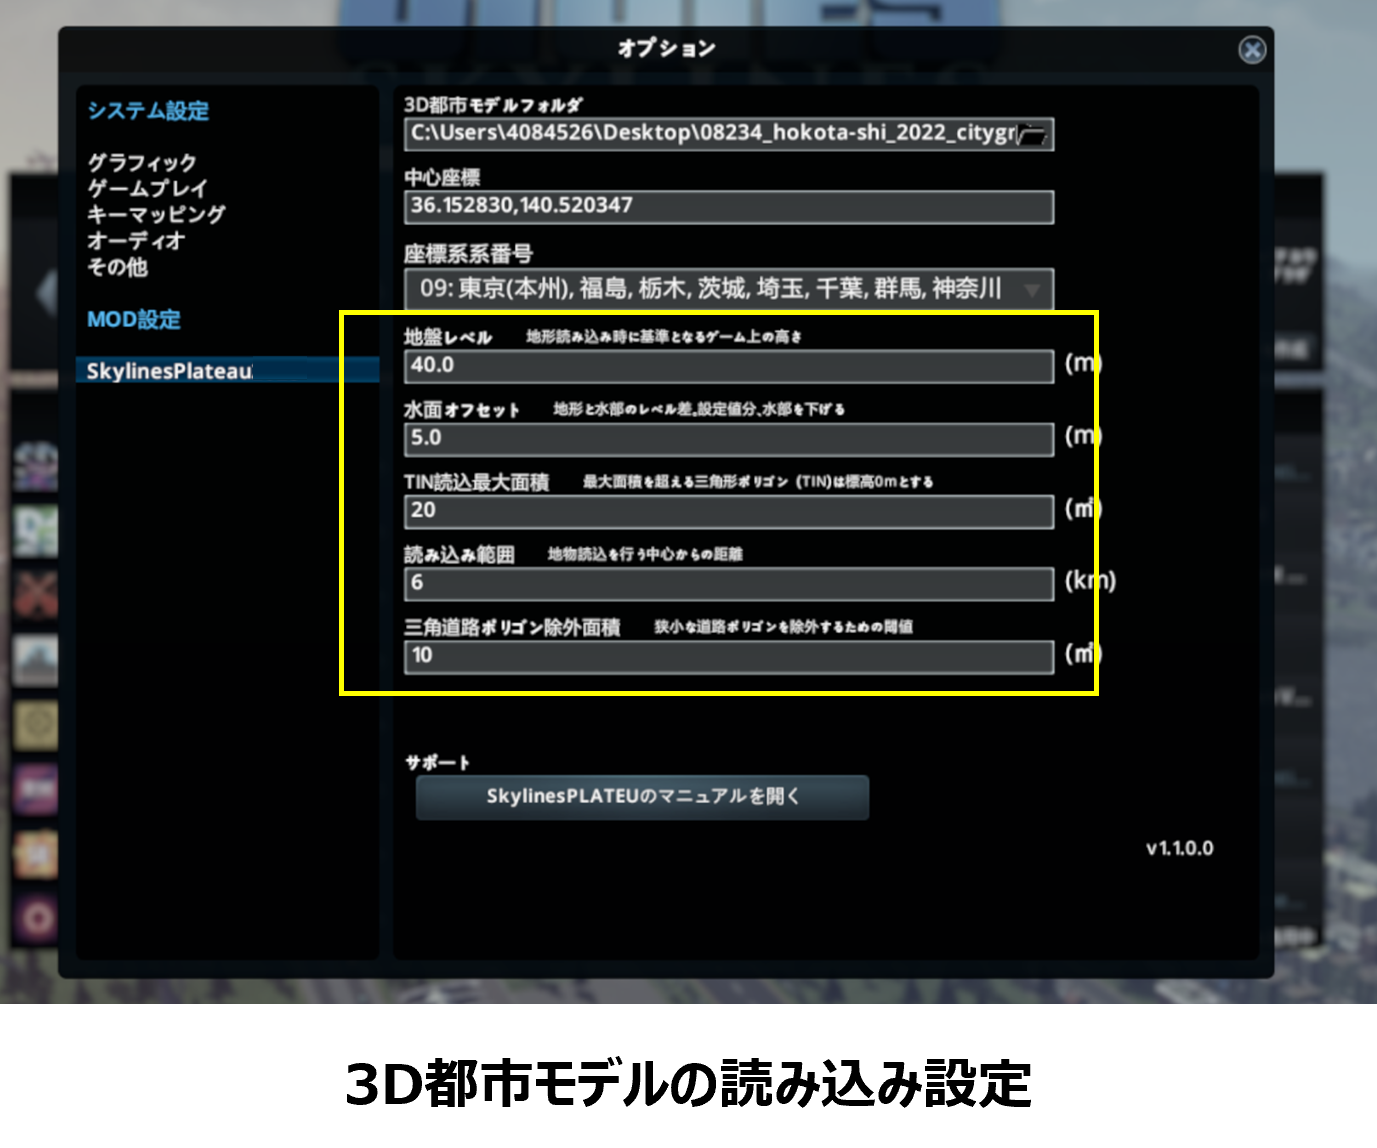 オプション
システム設定
グラフィック
ゲームプレイ
キーマッピング
オーディオ
その他
MOD設定
SkylinesPlateau
3D都市モデルフォルダ
C:\Users\4084526\Desktop\08234_hokota-shi_2022_citygr
中心座標
36.152830,140.520347
座標系系番号
09: 東京(本州), 福島, 栃木, 茨城, 埼玉, 千葉, 群馬, 神奈川
地盤レベル 地形読み込み時に基準となるゲーム上の高さ
40.0 (m)
水面オフセット 地形と水部のレベル差。設定値分、水部を下げる
5.0 (m)
TIN読込最大面積 最大面積を超える三角形ポリゴン (TIN)は標高0mとする
20 (㎡)
読み込み範囲 地物読込を行う中心からの距離
6 (km)
三角道路ポリゴン除外面積 狭小な道路ポリゴンを除外するための閾値
10 (㎡)
サポート
SkylinesPLATEUのマニュアルを開く
v1.1.0.0
3D都市モデルの読み込み設定